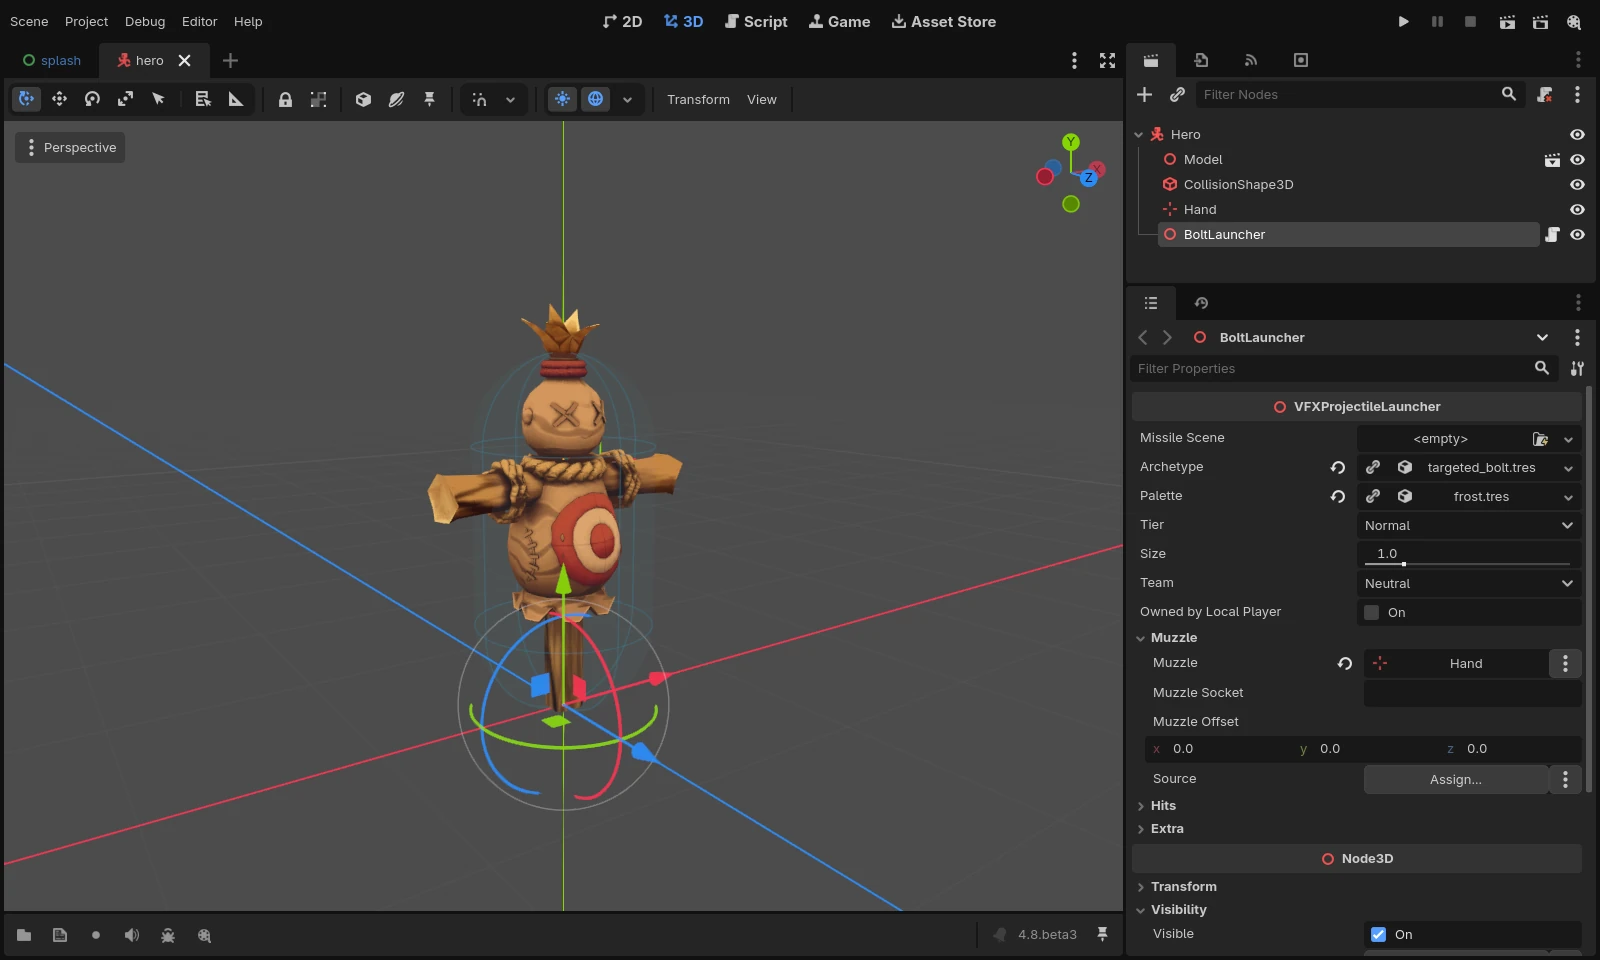 Scene Project Debug Editor Help
2D 3D Script Game Asset Store
splash hero
Transform View
Perspective
Y X Z
Filter Nodes
Hero
Model
CollisionShape3D
Hand
BoltLauncher
BoltLauncher
Filter Properties
VFXProjectileLauncher
Missile Scene <empty>
Archetype targeted_bolt.tres
Palette frost.tres
Tier Normal
Size 1.0
Team Neutral
Owned by Local Player On
Muzzle
Muzzle Hand
Muzzle Socket
Muzzle Offset
x 0.0 y 0.0 z 0.0
Source Assign...
Hits
Extra
Node3D
Transform
Visibility
Visible On
4.8.beta3